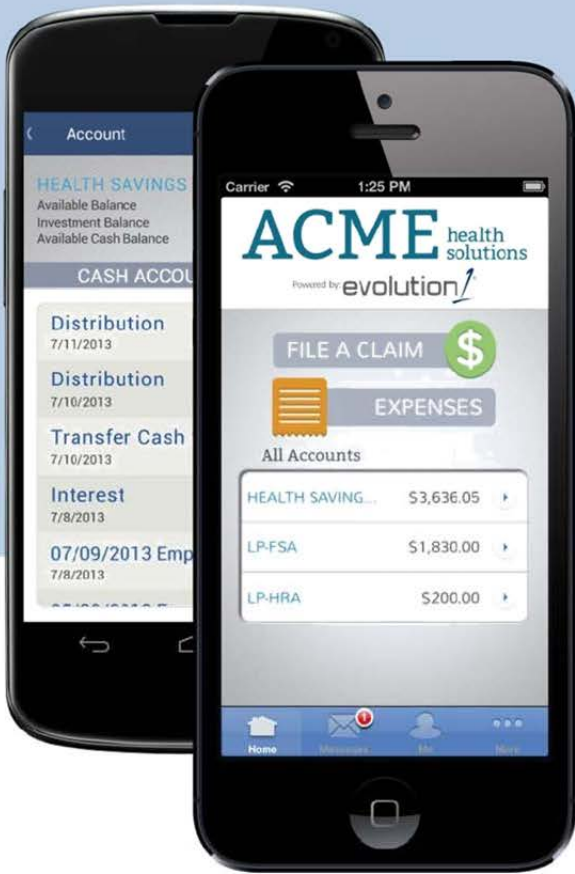 Account
HEALTH SAVINGS
Available Balance
Investment Balance
Available Cash Balance
CASH ACCOU
Distribution
7/11/2013
Distribution
7/10/2013
Transfer Cash
7/10/2013
Interest
7/8/2013
07/09/2013 Emp
7/8/2013
Carrier
1:25 PM
ACME health
solutions
Powered by evolution1
FILE A CLAIM $
EXPENSES
All Accounts
HEALTH SAVING... $3,636.05
LP-FSA $1,830.00
LP-HRA $200.00
1
Home Messages Me More